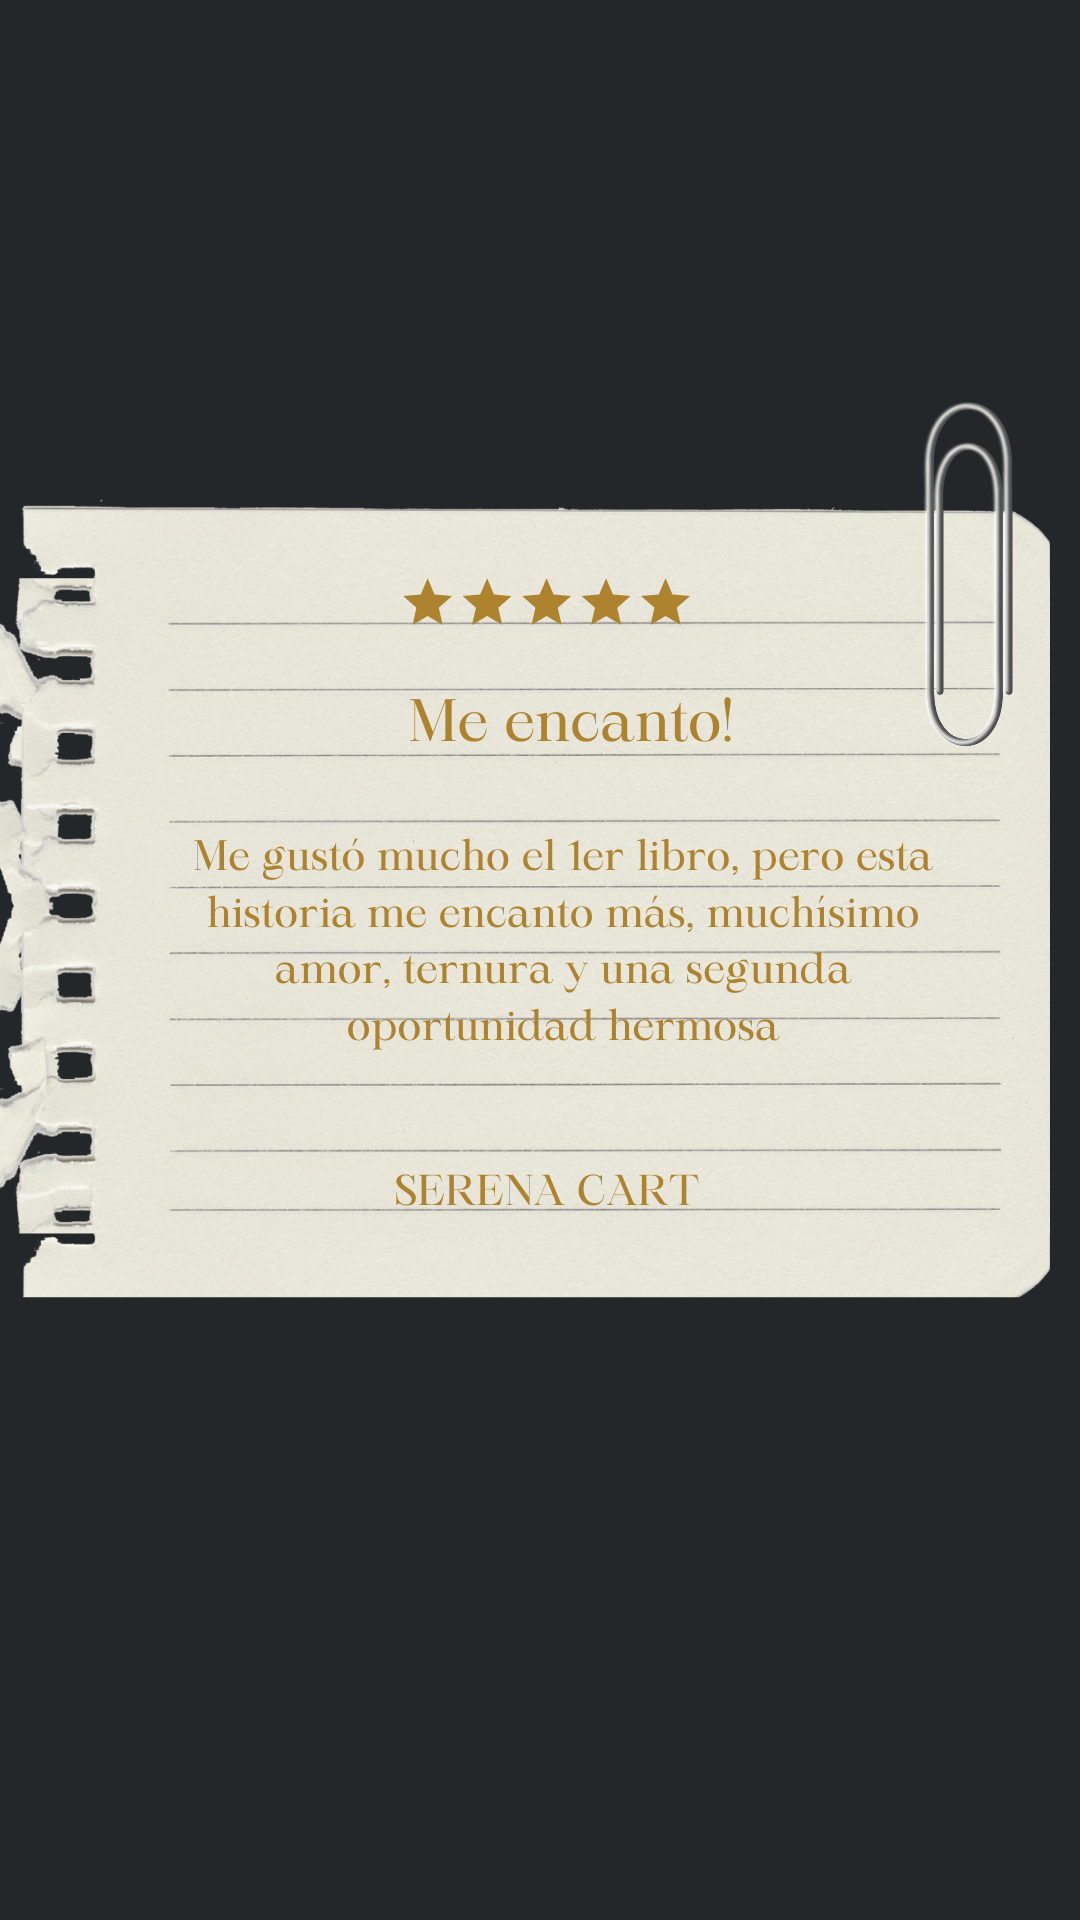 Me encanto!
Me gustó mucho el 1er libro, pero esta
historia me encanto más, muchísimo
amor, ternura y una segunda
oportunidad hermosa
SERENA CART